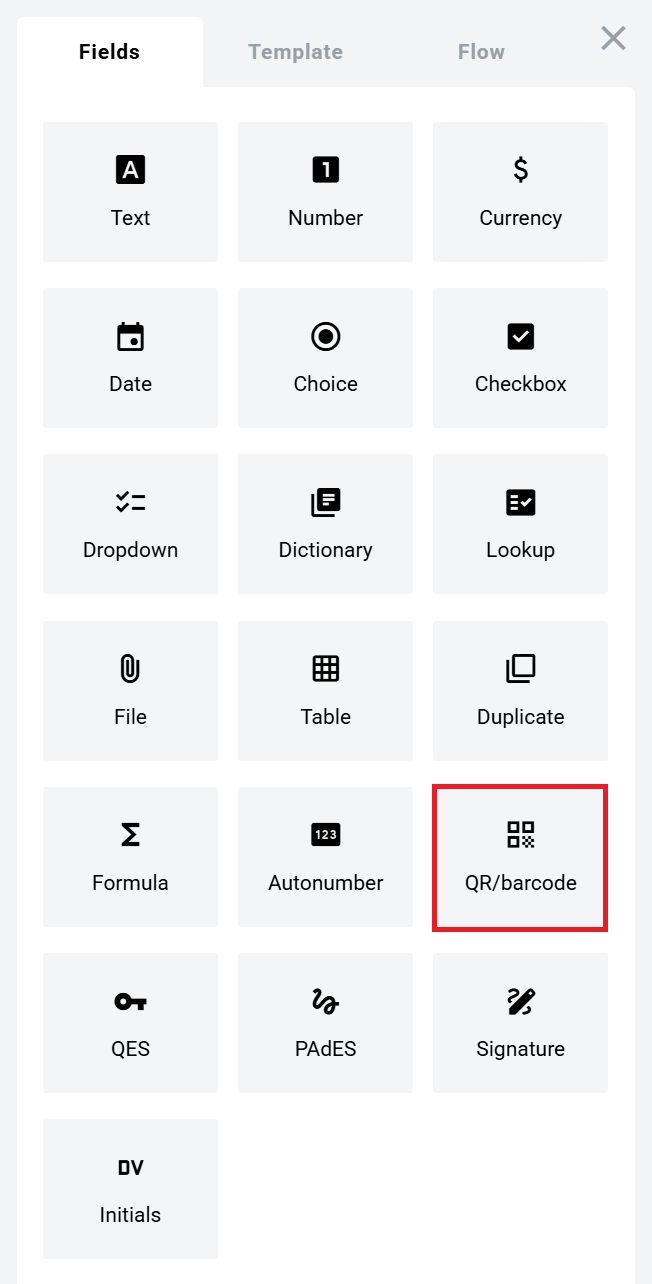 Fields Template Flow
A 1 $
Text Number Currency
Date Choice Checkbox
Dropdown Dictionary Lookup
File Table Duplicate
123
Formula Autonumber QR/barcode
QES PAdES Signature
DV
Initials